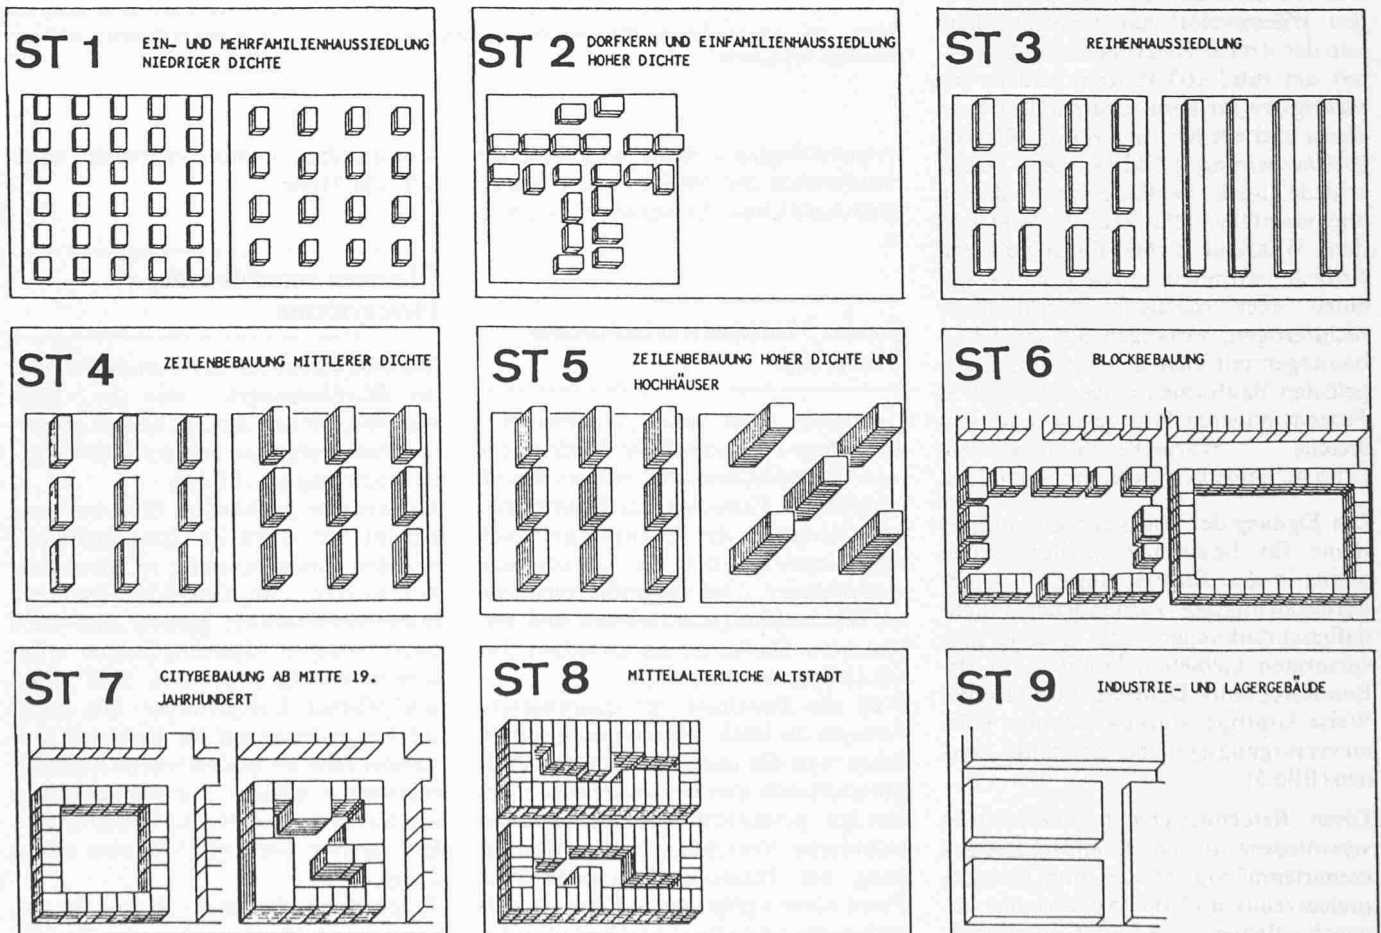 ST 1 EIN- UND MEHRFAMILIENHAUSSIEDLUNG
NIEDRIGER DICHTE
ST 2 DORFKERN UND EINFAMILIENHAUSSIEDLUNG
HOHER DICHTE
ST 3 REIHENHAUSSIEDLUNG
ST 4 ZEILENBEBAUUNG MITTLERER DICHTE
ST 5 ZEILENBEBAUUNG HOHER DICHTE UND
HOCHHÄUSER
ST 6 BLOCKBEBAUUNG
ST 7 CITYBEBAUUNG AB MITTE 19.
JAHRHUNDERT
ST 8 MITTELALTERLICHE ALTSTADT
ST 9 INDUSTRIE- UND LAGERGEBÄUDE